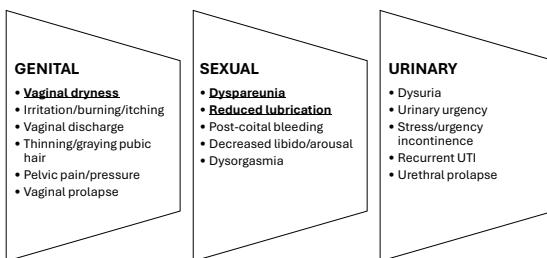 GENITAL
• Vaginal dryness
• Irritation/burning/itching
• Vaginal discharge
• Thinning/graying pubic
hair
• Pelvic pain/pressure
• Vaginal prolapse
SEXUAL
• Dyspareunia
• Reduced lubrication
• Post-coital bleeding
• Decreased libido/arousal
• Dysorgasmia
URINARY
• Dysuria
• Urinary urgency
• Stress/urgency
incontinence
• Recurrent UTI
• Urethral prolapse